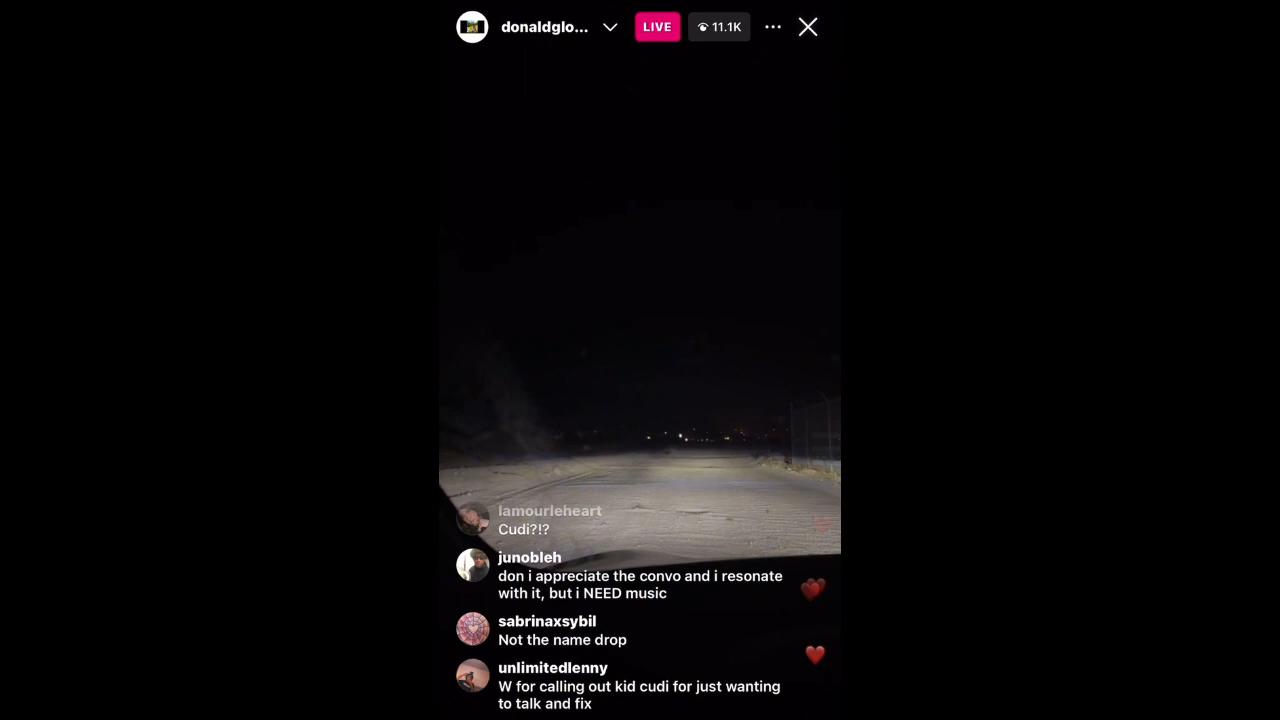 donaldglo...
LIVE
11.1K
lamourleheart
Cudi?!?
junobleh
don i appreciate the convo and i resonate
with it, but i NEED music
sabrinaxsybil
Not the name drop
unlimitedlenny
W for calling out kid cudi for just wanting
to talk and fix